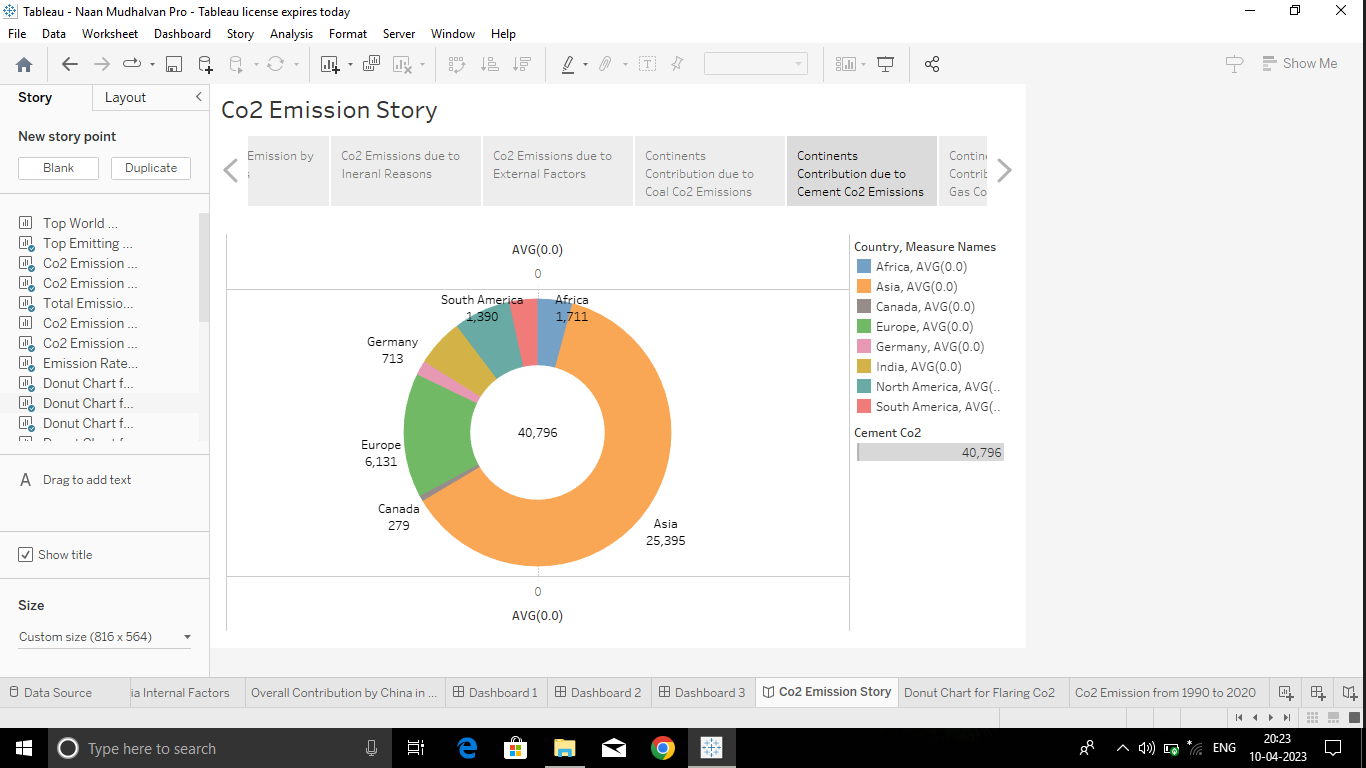 Tableau - Naan Mudhalvan Pro - Tableau license expires today
File Data Worksheet Dashboard Story Analysis Format Server Window Help
Show Me
Story Layout
New story point
Blank Duplicate
Top World ...
Top Emitting ...
Co2 Emission ...
Co2 Emission ...
Total Emissio...
Co2 Emission ...
Co2 Emission ...
Emission Rate...
Donut Chart f...
Donut Chart f...
Donut Chart f...
A Drag to add text
Show title
Size
Custom size (816 x 564)
Co2 Emission Story
Emission by
Co2 Emissions due to
Ineranl Reasons
Co2 Emissions due to
External Factors
Continents
Contribution due to
Coal Co2 Emissions
Continents
Contribution due to
Cement Co2 Emissions
Contine
Contrib
Gas Co
AVG(0.0)
0
South America
1,390
Africa
1,711
Germany
713
Europe
6,131
40,796
Canada
279
Asia
25,395
0
AVG(0.0)
Country, Measure Names
Africa, AVG(0.0)
Asia, AVG(0.0)
Canada, AVG(0.0)
Europe, AVG(0.0)
Germany, AVG(0.0)
India, AVG(0.0)
North America, AVG(..
South America, AVG(..
Cement Co2
40,796
Data Source ia Internal Factors Overall Contribution by China in ... Dashboard 1 Dashboard 2 Dashboard 3 Co2 Emission Story Donut Chart for Flaring Co2 Co2 Emission from 1990 to 2020
Type here to search
ENG
20:23
10-04-2023